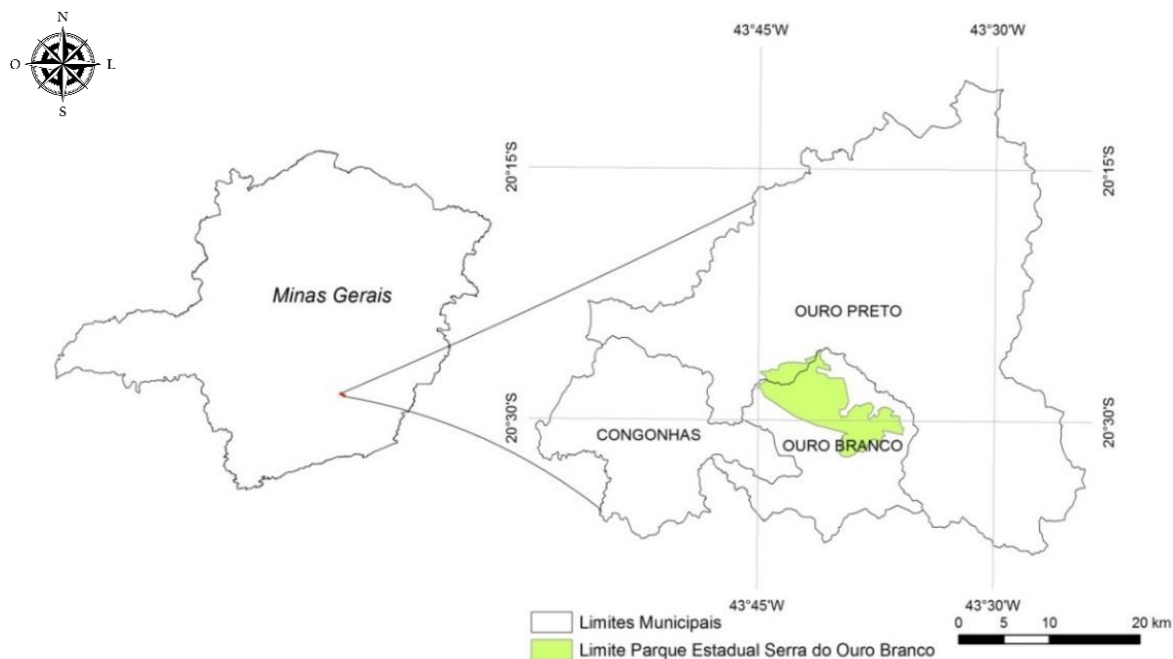 N
O L
S
43°45'W 43°30'W
20°15'S 20°15'S
Minas Gerais
OURO PRETO
20°30'S 20°30'S
CONGONHAS
OURO BRANCO
43°45'W 43°30'W
Limites Municipais
Limite Parque Estadual Serra do Ouro Branco
0 5 10 20 km